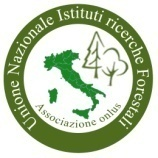 Unione Nazionale Istituti ricerche Forestali
Associazione onlus